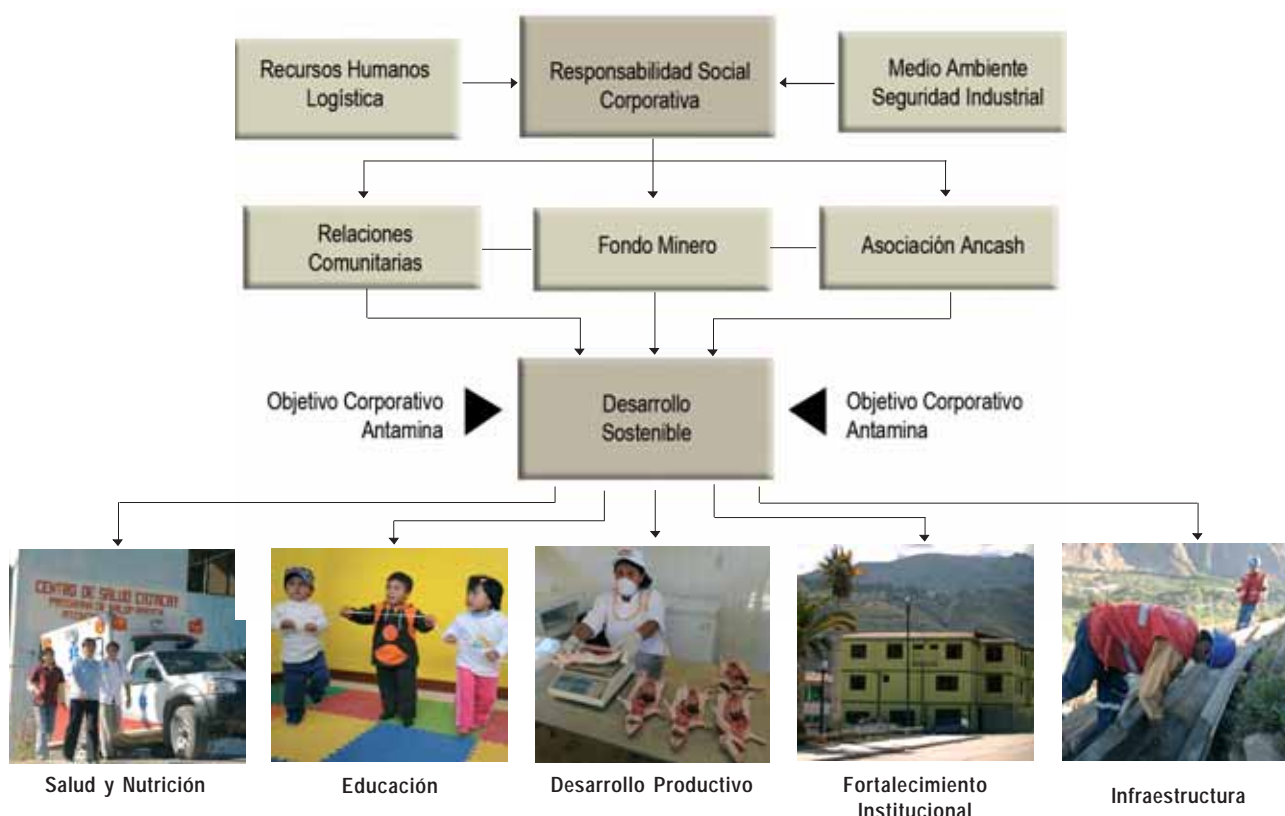 Recursos Humanos
Logística
Responsabilidad Social
Corporativa
Medio Ambiente
Seguridad Industrial
Relaciones
Comunitarias
Fondo Minero
Asociación Ancash
Objetivo Corporativo
Antamina
Desarrollo
Sostenible
Objetivo Corporativo
Antamina
CENTRO DE SALUD
Salud y Nutrición
Educación
Desarrollo Productivo
Fortalecimiento
Institucional
Infraestructura